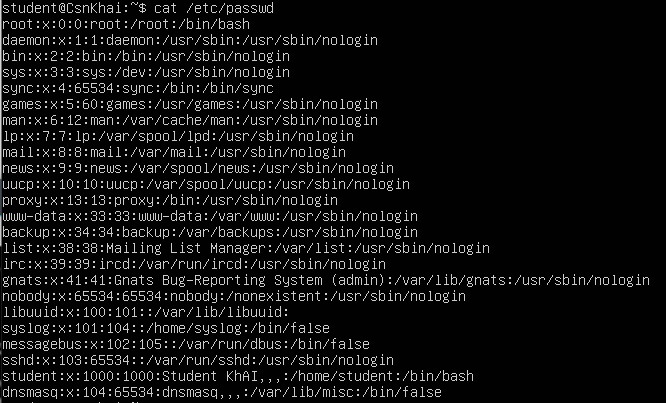 student@CsnKhai:~$ cat /etc/passwd
root:x:0:0:root:/root:/bin/bash
daemon:x:1:1:daemon:/usr/sbin:/usr/sbin/nologin
bin:x:2:2:bin:/bin:/usr/sbin/nologin
sys:x:3:3:sys:/dev:/usr/sbin/nologin
sync:x:4:65534:sync:/bin:/bin/sync
games:x:5:60:games:/usr/games:/usr/sbin/nologin
man:x:6:12:man:/var/cache/man:/usr/sbin/nologin
lp:x:7:7:lp:/var/spool/lpd:/usr/sbin/nologin
mail:x:8:8:mail:/var/mail:/usr/sbin/nologin
news:x:9:9:news:/var/spool/news:/usr/sbin/nologin
uucp:x:10:10:uucp:/var/spool/uucp:/usr/sbin/nologin
proxy:x:13:13:proxy:/bin:/usr/sbin/nologin
www-data:x:33:33:www-data:/var/www:/usr/sbin/nologin
backup:x:34:34:backup:/var/backups:/usr/sbin/nologin
list:x:38:38:Mailing List Manager:/var/list:/usr/sbin/nologin
irc:x:39:39:ircd:/var/run/ircd:/usr/sbin/nologin
gnats:x:41:41:Gnats Bug-Reporting System (admin):/var/lib/gnats:/usr/sbin/nologin
nobody:x:65534:65534:nobody:/nonexistent:/usr/sbin/nologin
libuuid:x:100:101::/var/lib/libuuid:
syslog:x:101:104::/home/syslog:/bin/false
messagebus:x:102:105::/var/run/dbus:/bin/false
sshd:x:103:65534::/var/run/sshd:/usr/sbin/nologin
student:x:1000:1000:Student KhAI,,,:/home/student:/bin/bash
dnsmasq:x:104:65534:dnsmasq,,,:/var/lib/misc:/bin/false